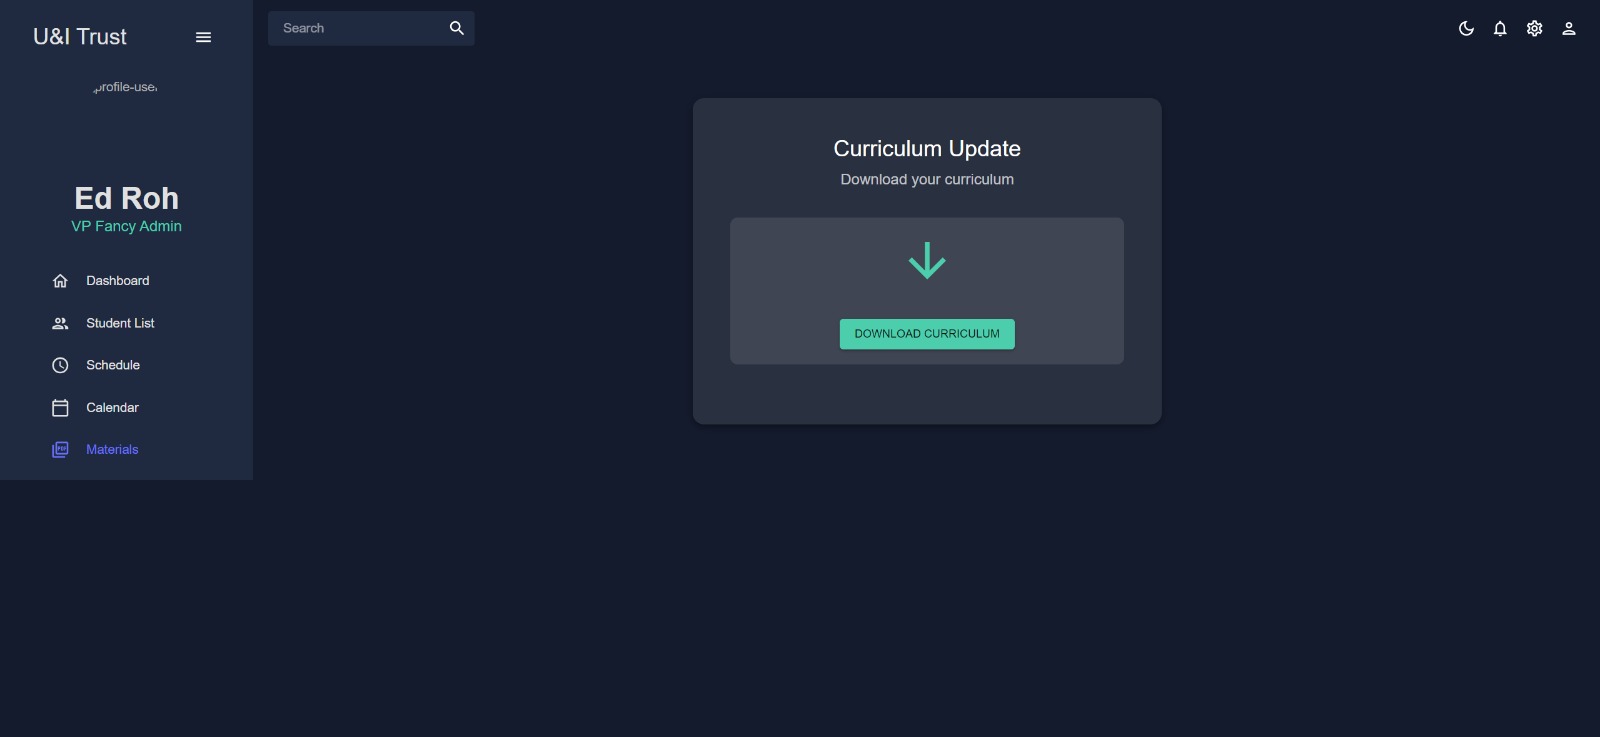 U&I Trust
Search
profile-user
Ed Roh
VP Fancy Admin
Dashboard
Student List
Schedule
Calendar
Materials
Curriculum Update
Download your curriculum
DOWNLOAD CURRICULUM